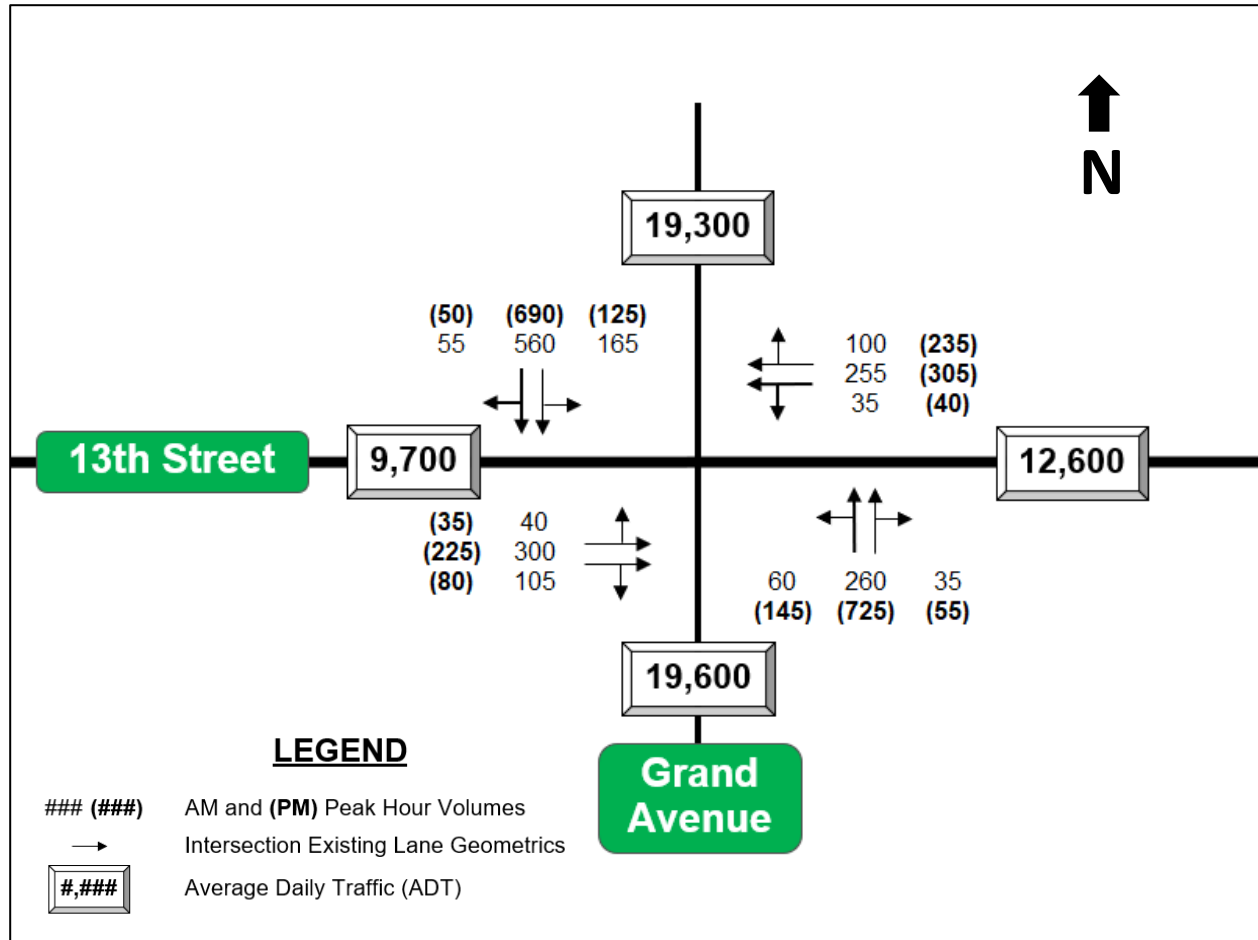 N
19,300
(50) (690) (125)
55 560 165
100 (235)
255 (305)
35 (40)
13th Street
9,700
12,600
(35) 40
(225) 300
(80) 105
60 260 35
(145) (725) (55)
19,600
Grand
Avenue
LEGEND
### (###) AM and (PM) Peak Hour Volumes
Intersection Existing Lane Geometrics
#,### Average Daily Traffic (ADT)